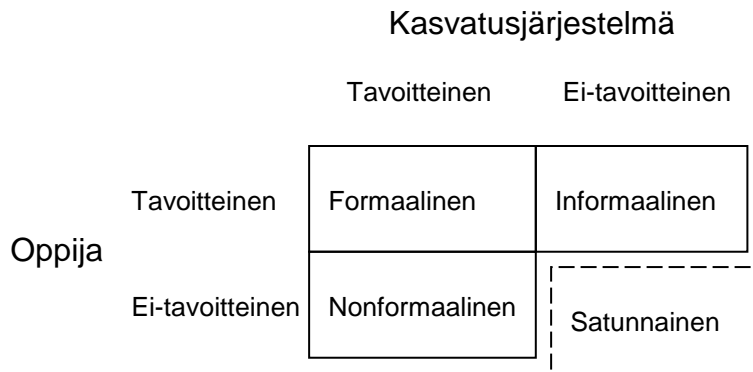 Kasvatusjärjestelmä
Tavoitteinen Ei-tavoitteinen
Tavoitteinen Formaalinen Informaalinen
Oppija
Ei-tavoitteinen Nonformaalinen Satunnainen